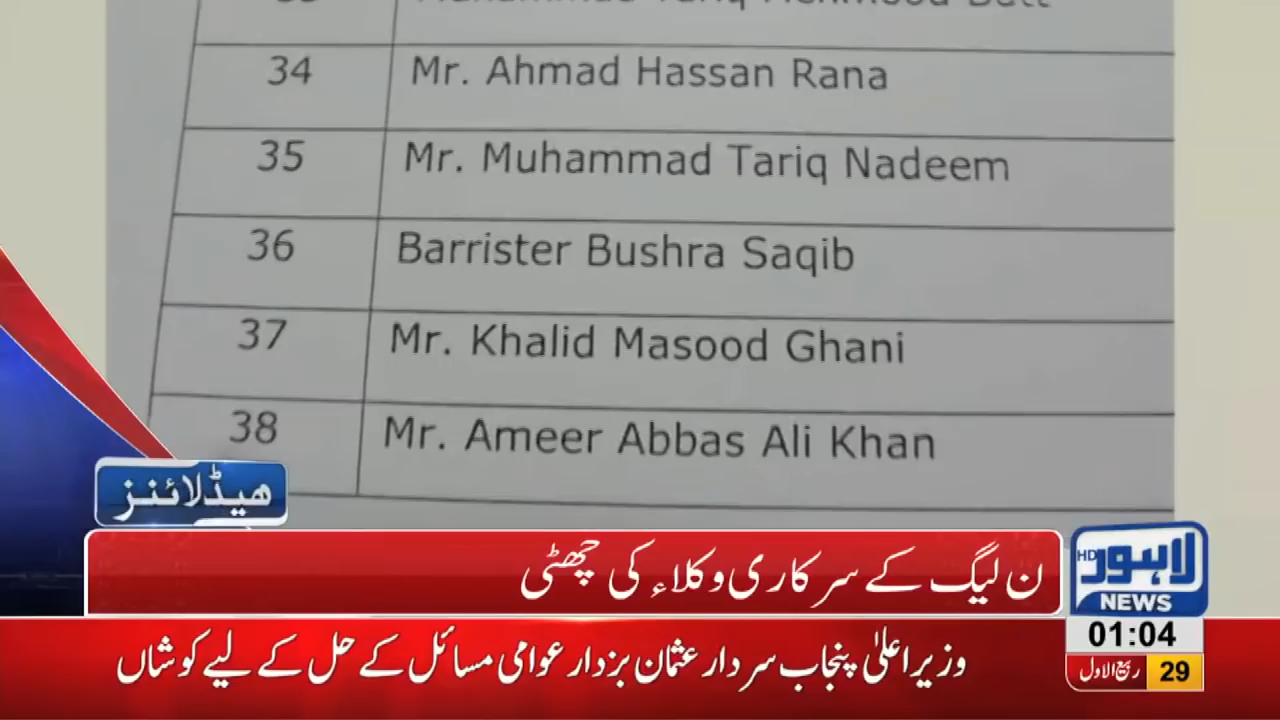 34 Mr. Ahmad Hassan Rana
35 Mr. Muhammad Tariq Nadeem
36 Barrister Bushra Saqib
37 Mr. Khalid Masood Ghani
38 Mr. Ameer Abbas Ali Khan
ہیڈلائنز
ن لیگ کے سرکاری وکلاء کی چھٹی
HD لاہور
NEWS
وزیراعلیٰ پنجاب سردار عثمان بزدار عوامی مسائل کے حل کے لیے کوشاں
01:04
29 ربیع الاول